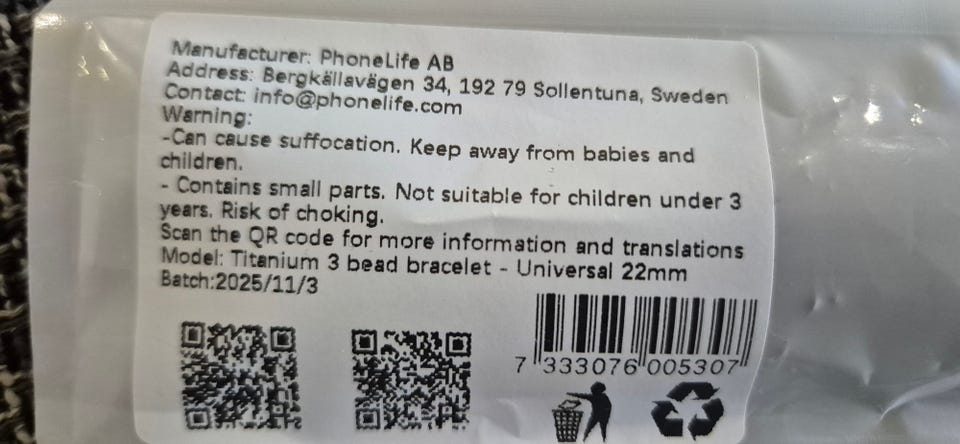 Manufacturer: PhoneLife AB
Address: Bergkällavägen 34, 192 79 Sollentuna, Sweden
Contact: info@phonelife.com
Warning:
-Can cause suffocation. Keep away from babies and
children.
- Contains small parts. Not suitable for children under 3
years. Risk of choking.
Scan the QR code for more information and translations
Model: Titanium 3 bead bracelet - Universal 22mm
Batch:2025/11/3
7 333076 005307